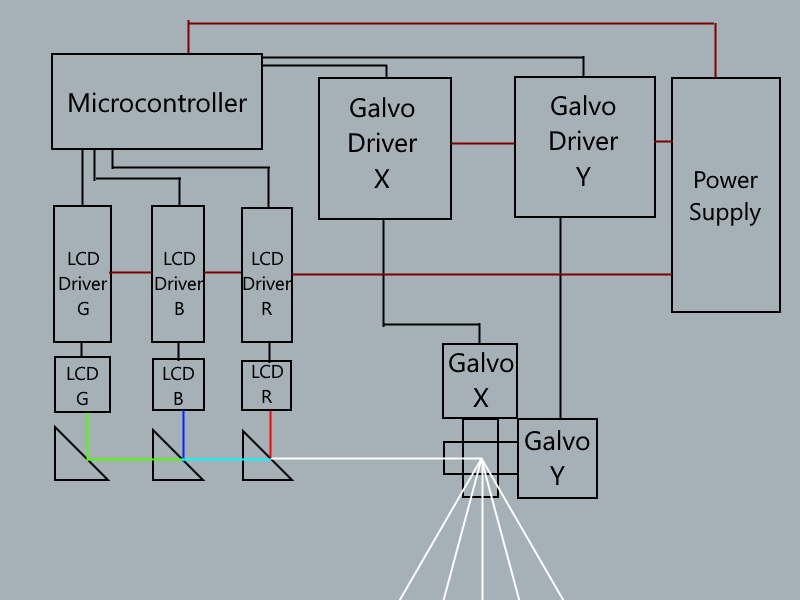 Microcontroller
Galvo
Driver
X
Galvo
Driver
Y
Power
Supply
LCD
Driver
G
LCD
Driver
B
LCD
Driver
R
LCD
G
LCD
B
LCD
R
Galvo
X
Galvo
Y